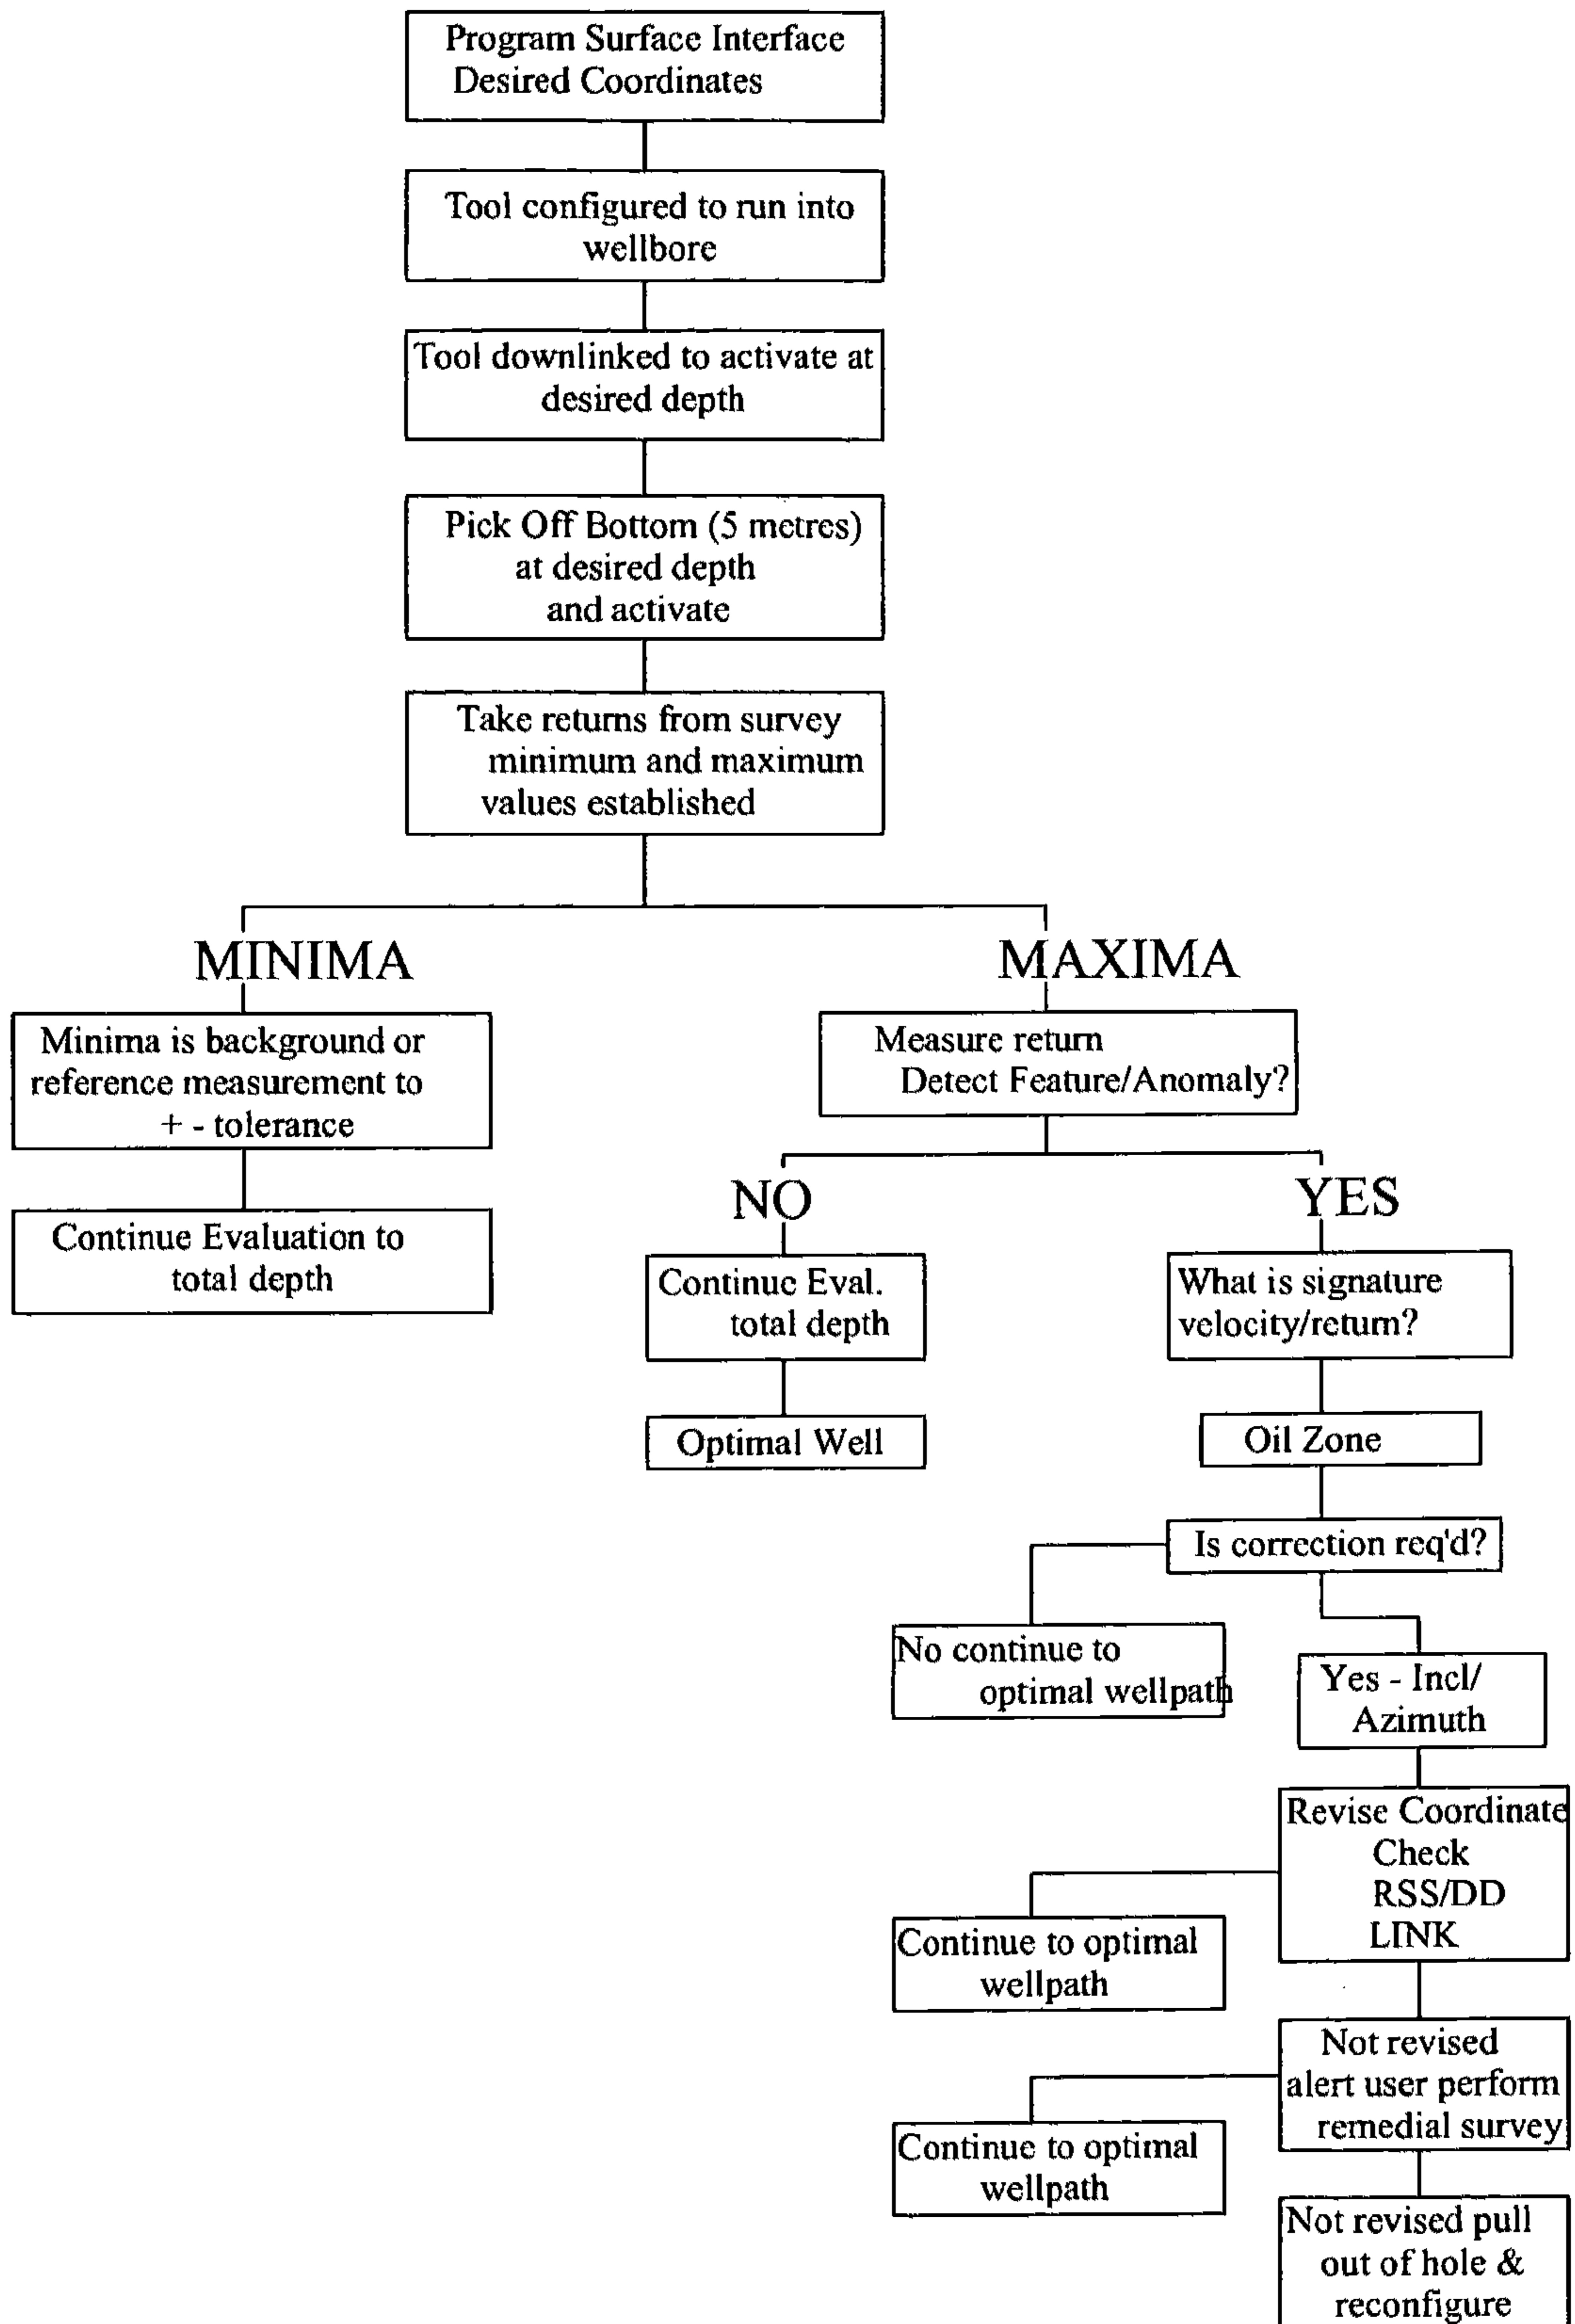 Program Surface Interface
Desired Coordinates
Tool configured to run into
wellbore
Tool downlinked to activate at
desired depth
Pick Off Bottom (5 metres)
at desired depth
and activate
Take returns from survey
minimum and maximum
values established
MINIMA
Minima is background or
reference measurement to
+ - tolerance
Continue Evaluation to
total depth
MAXIMA
Measure return
Detect Feature/Anomaly?
NO
Continue Eval.
total depth
Optimal Well
YES
What is signature
velocity/return?
Oil Zone
Is correction req'd?
No continue to
optimal wellpath
Yes - Incl/
Azimuth
Revise Coordinate
Check
RSS/DD
LINK
Continue to optimal
wellpath
Not revised
alert user perform
remedial survey
Continue to optimal
wellpath
Not revised pull
out of hole &
reconfigure